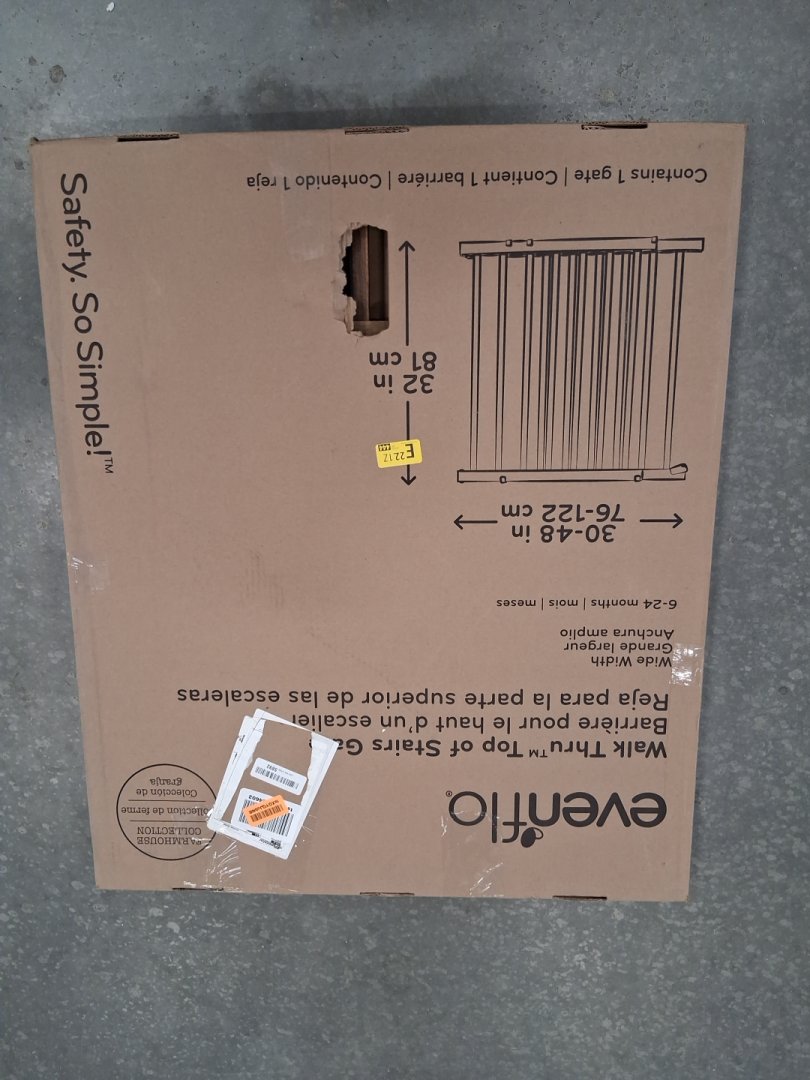 evenflo®
Walk Thru™ Top of Stairs Ga
Barrière pour le haut d'un escalier
Reja para la parte superior de las escaleras
Wide Width
Grande largeur
Anchura amplio
6-24 months | mois | meses
30-48 in
76-122 cm
32 in
81 cm
Contains 1 gate | Contient 1 barrière | Contenido 1 reja
FARMHOUSE
COLLECTION
Collection de ferme
Colección de
granja
Safety. So Simple!™
E
2217